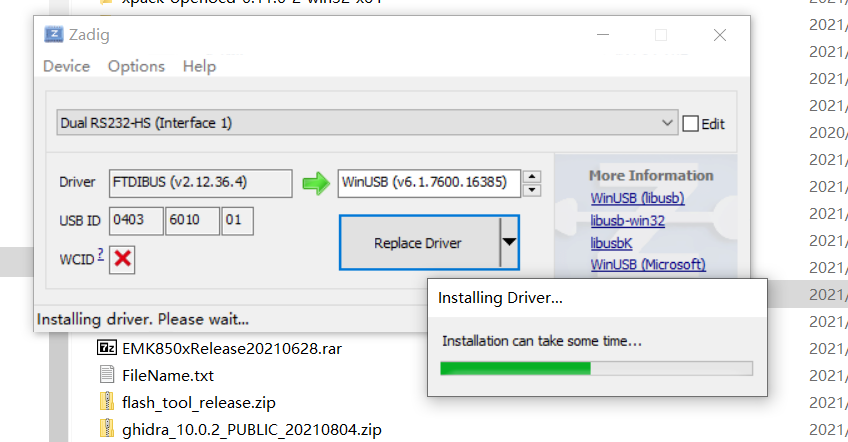 xpack-openocd-0.11.0-2-win32-x64
2021/
Zadig
2021/
2021/
Device Options Help
2021/
2021/
Dual RS232-HS (Interface 1)
Edit
2020/
2021/
Driver FTDIBUS (v2.12.36.4) WinUSB (v6.1.7600.16385)
More Information
WinUSB (libusb)
2021/
USB ID 0403 6010 01
libusb-win32
2021/
Replace Driver
libusbK
2021/
WCID ?
WinUSB (Microsoft)
2021/
Installing Driver...
2021/
Installing driver. Please wait...
2021/
Installation can take some time...
7z EMK850xRelease20210628.rar
2021/
FileName.txt
2021/
flash_tool_release.zip
2021/
ghidra_10.0.2_PUBLIC_20210804.zip
2021/